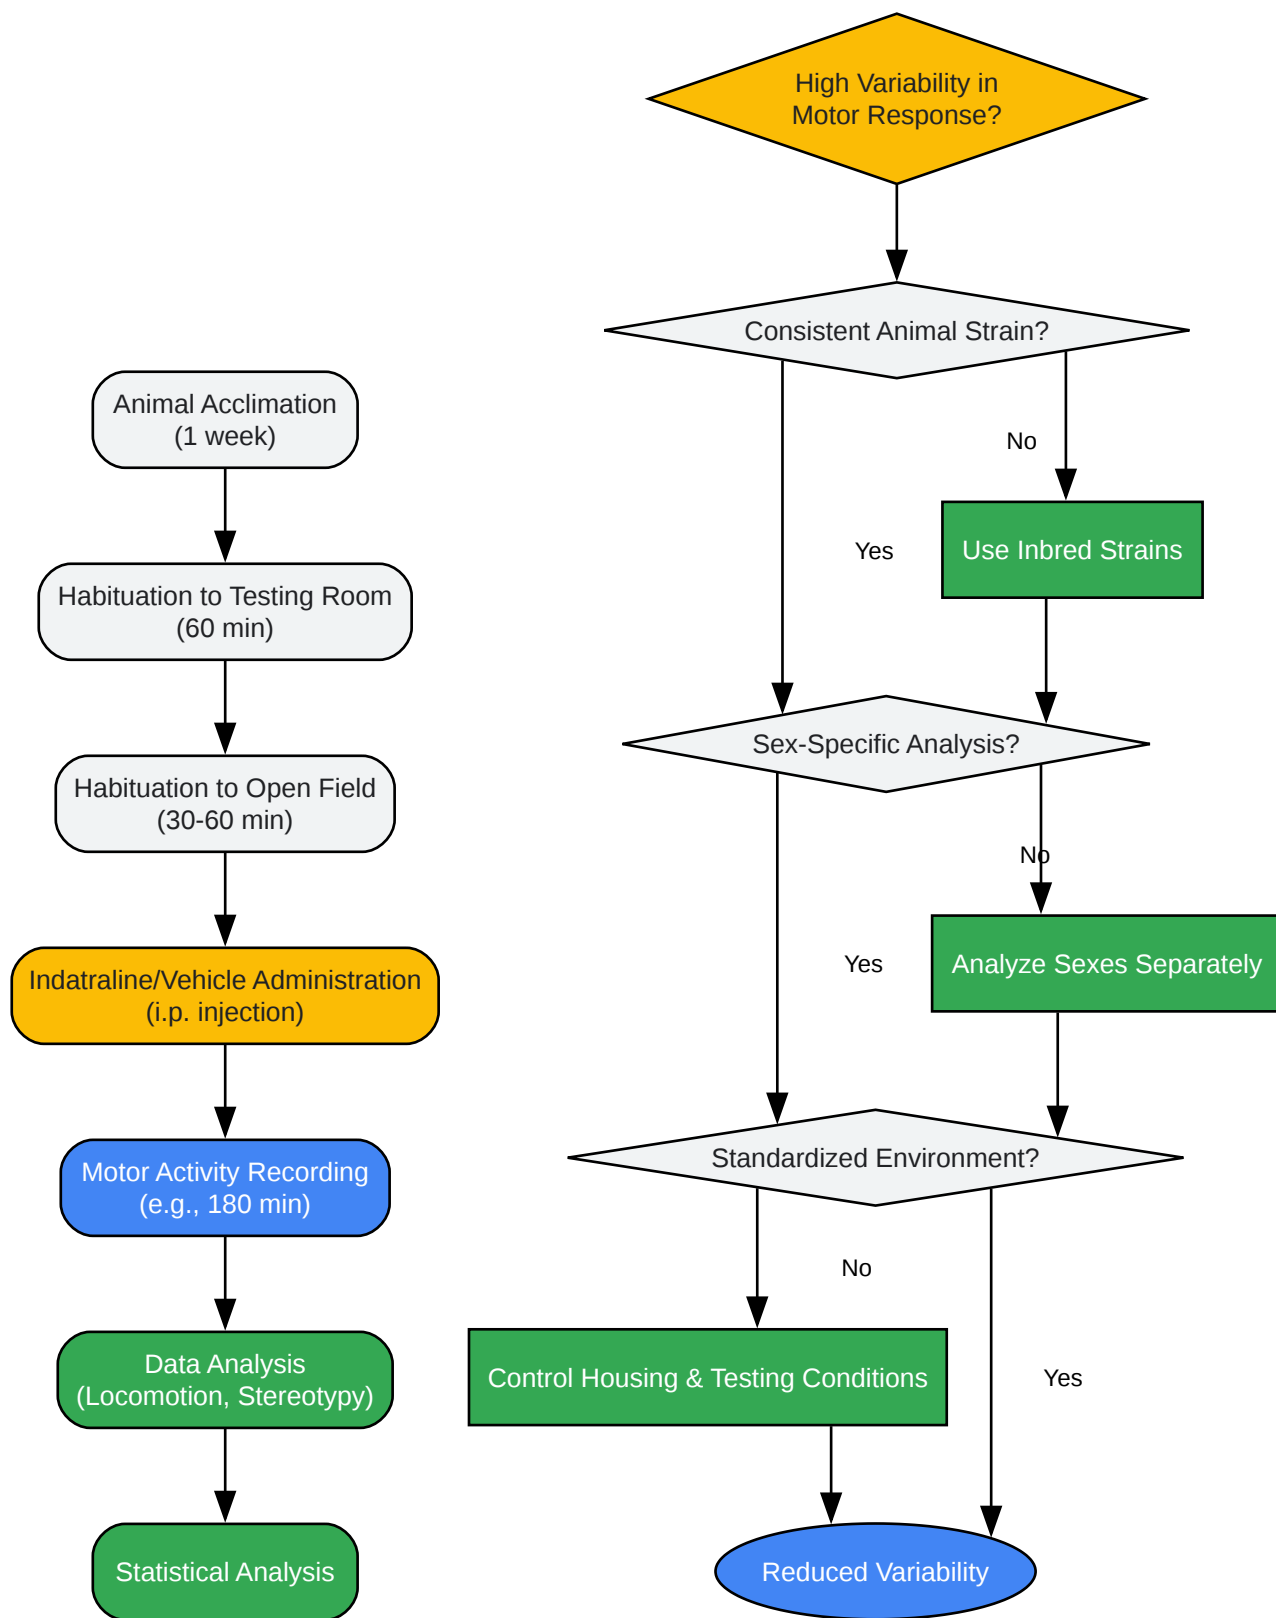 Animal Acclimation
(1 week)
Habituation to Testing Room
(60 min)
Habituation to Open Field
(30-60 min)
Indatraline/Vehicle Administration
(i.p. injection)
Motor Activity Recording
(e.g., 180 min)
Data Analysis
(Locomotion, Stereotypy)
Statistical Analysis
High Variability in
Motor Response?
Consistent Animal Strain?
No
Yes
Use Inbred Strains
Sex-Specific Analysis?
No
Yes
Analyze Sexes Separately
Standardized Environment?
No
Control Housing & Testing Conditions
Yes
Reduced Variability